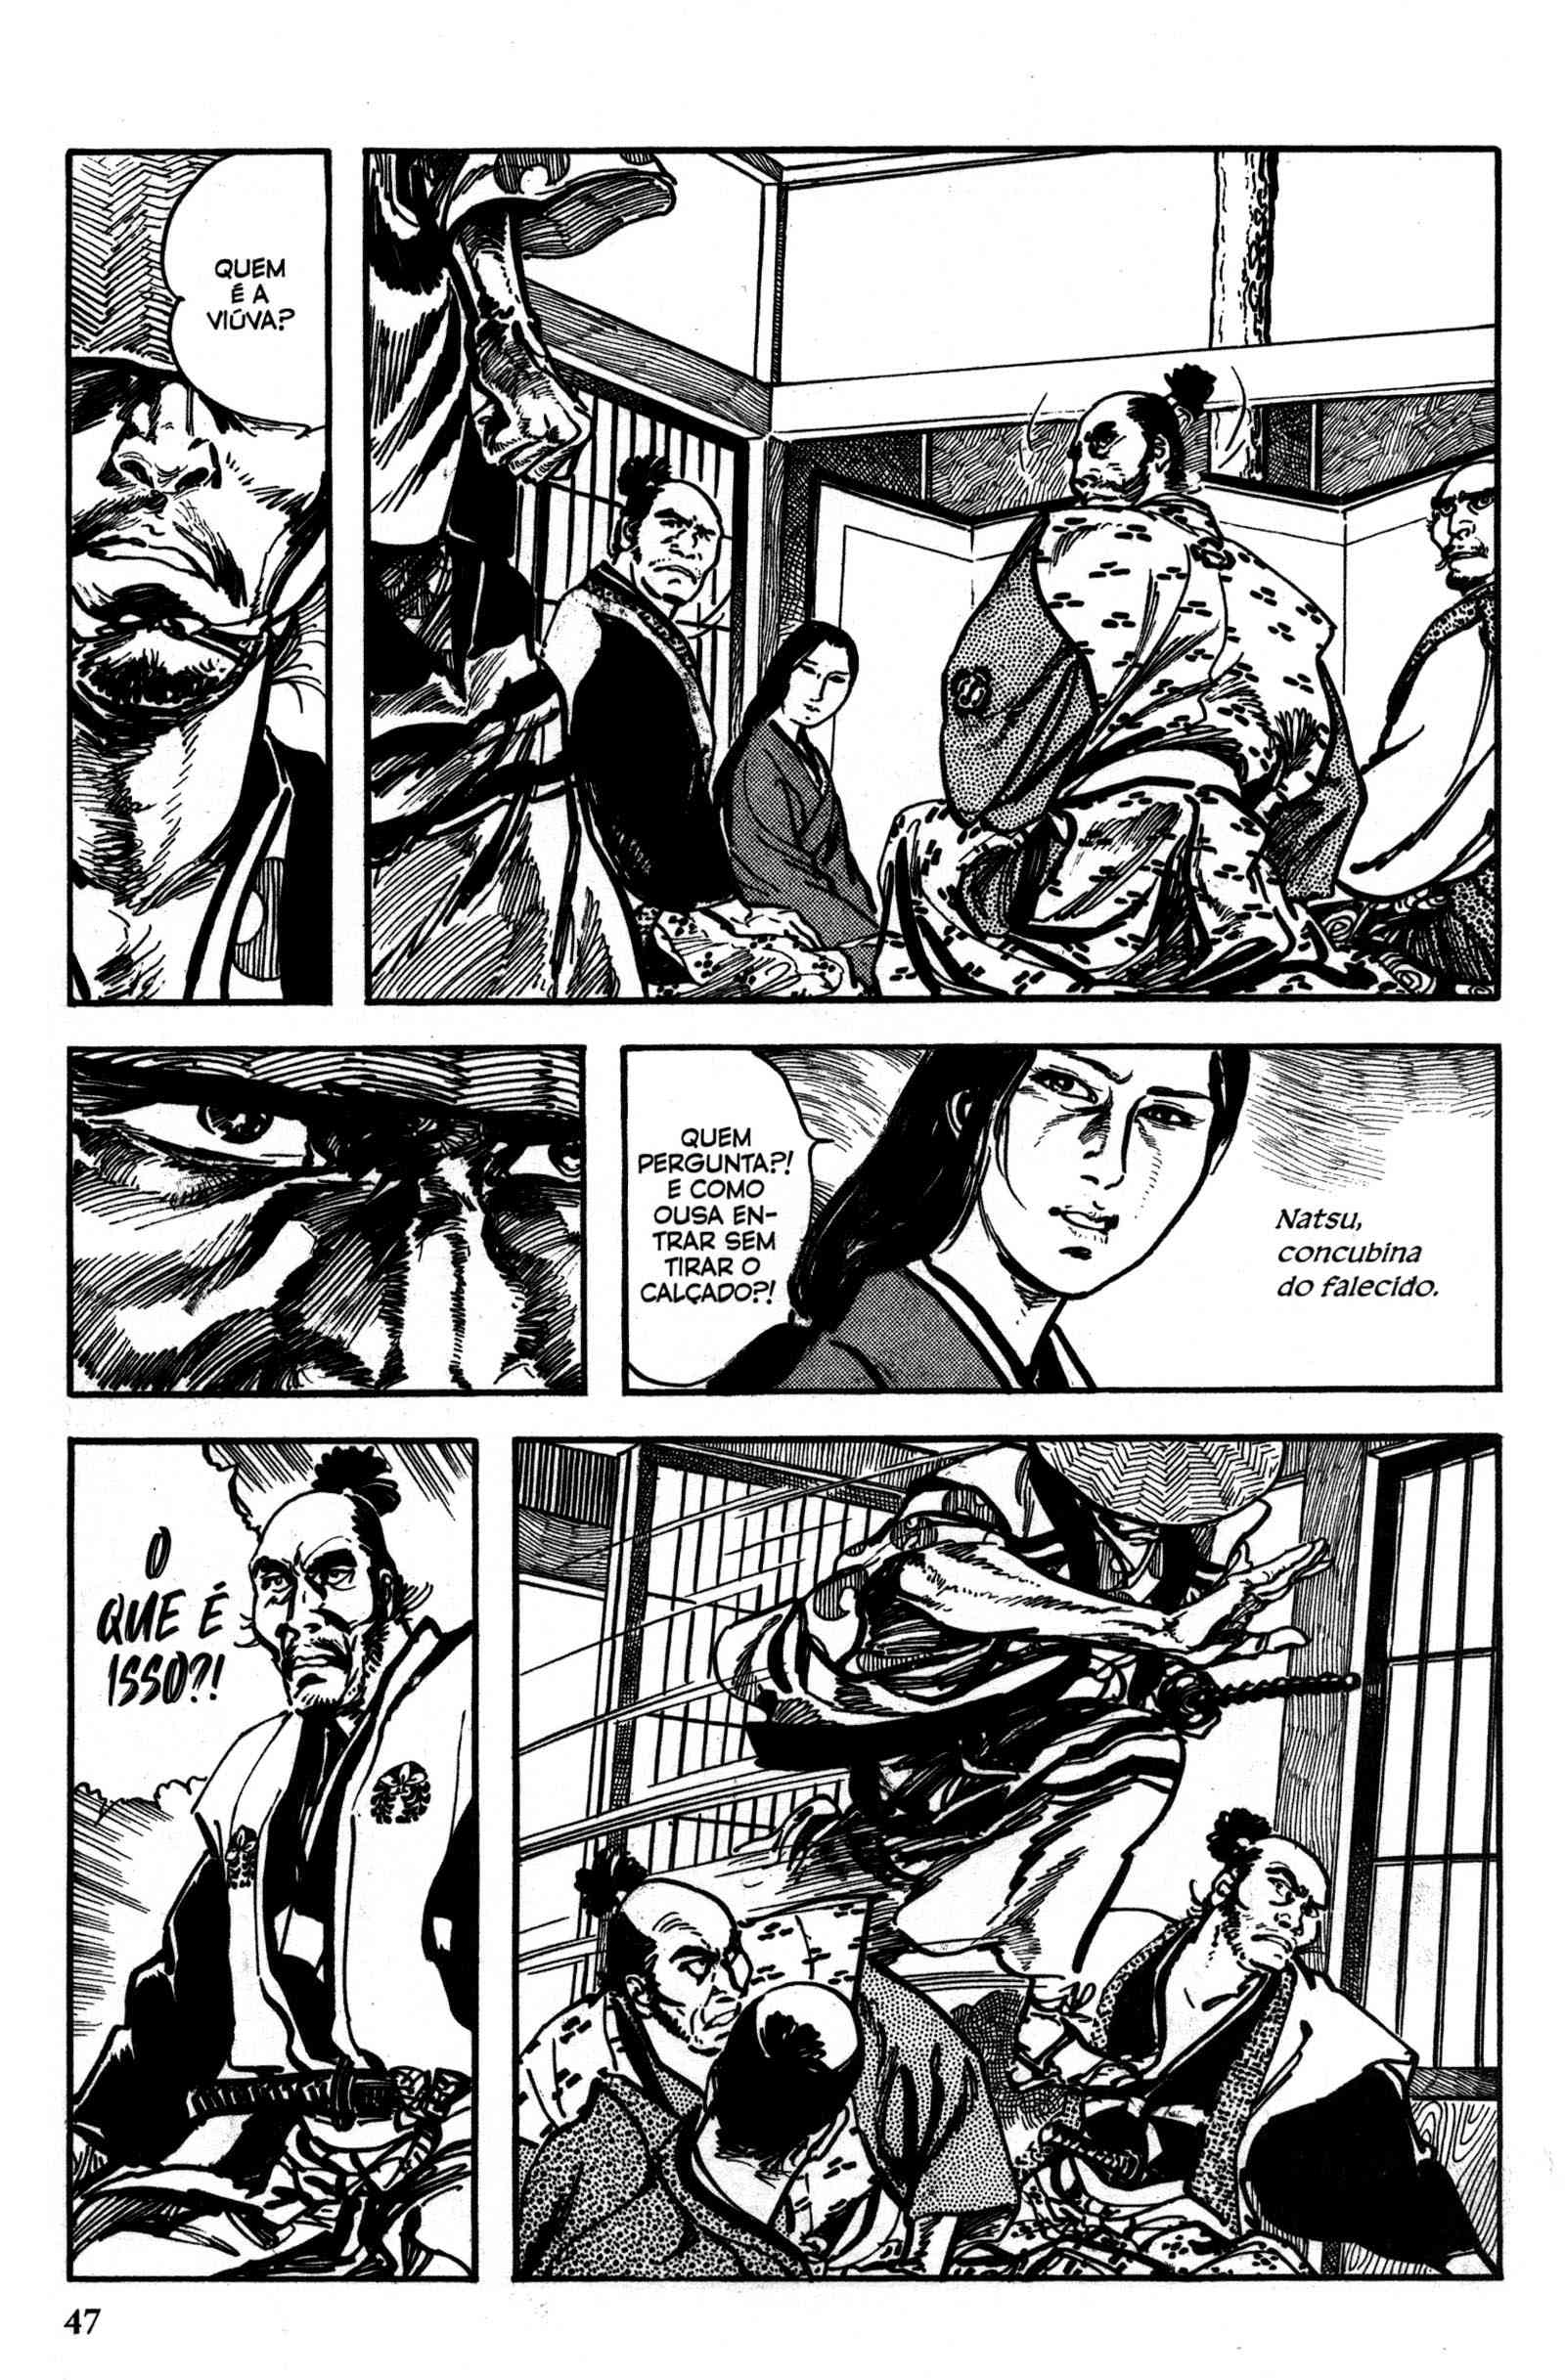 QUEM
É A
VIÚVA?
Natsu,
concubina
do falecido.
QUEM
PERGUNTA?!
E COMO
OUSA EN-
TRAR SEM
TIRAR O
CALÇADO?!
O
QUE É
ISSO?!
47